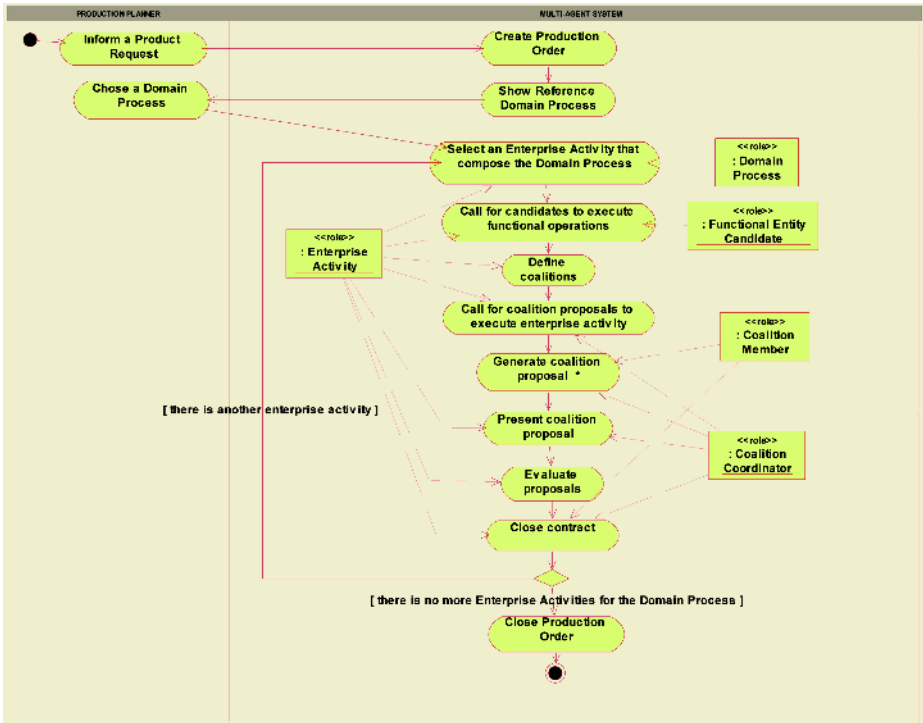 PRODUCTION PLANNER
MULTI-AGENT SYSTEM
Inform a Product
Request
Create Production
Order
Chose a Domain
Process
Show Reference
Domain Process
Select an Enterprise Activity that
compose the Domain Process
<<role>>
: Domain
Process
Call for candidates to execute
functional operations
<<role>>
: Functional Entity
Candidate
<<role>>
: Enterprise
Activity
Define
coalitions
Call for coalition proposals to
execute enterprise activity
<<role>>
: Coalition
Member
Generate coalition
proposal *
[ there is another enterprise activity ]
Present coalition
proposal
<<role>>
: Coalition
Coordinator
Evaluate
proposals
Close contract
[ there is no more Enterprise Activities for the Domain Process ]
Close Production
Order